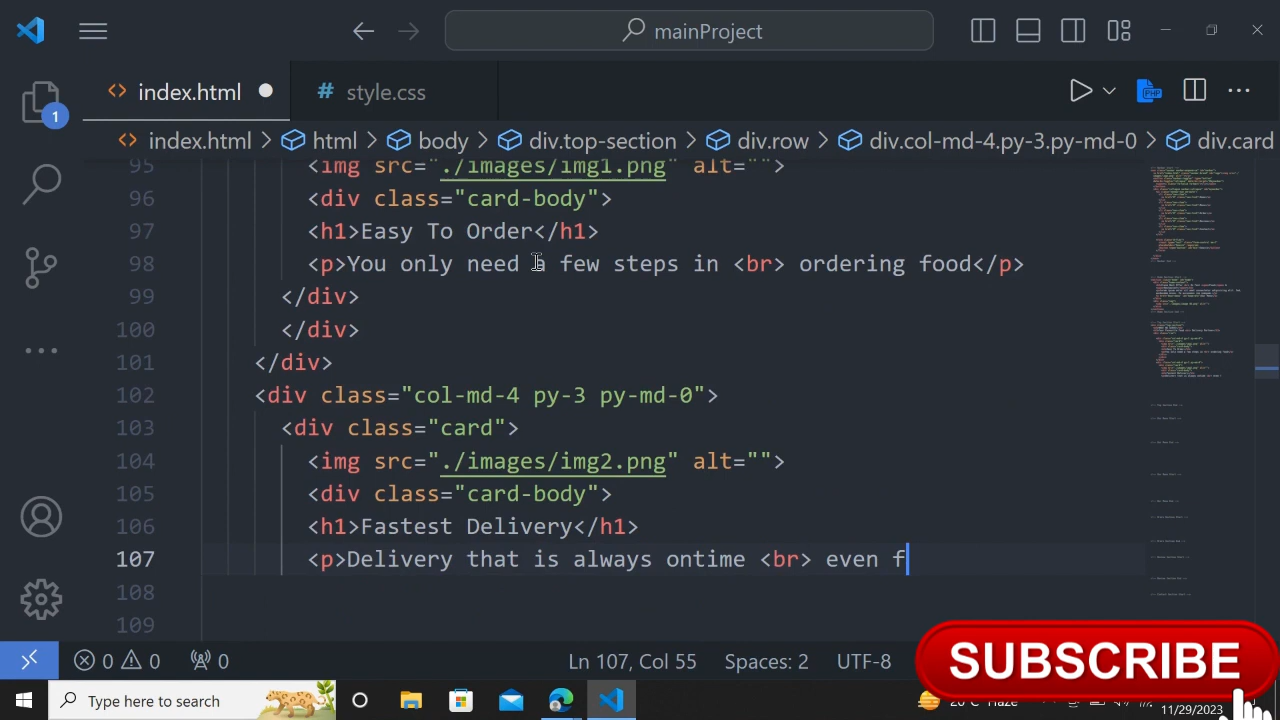 mainProject
index.html
style.css
PHP
1
index.html > html > body > div.top-section > div.row > div.col-md-4.py-3.py-md-0 > div.card
95 <img src="./images/img1.png" alt="">
96 <div class="card-body">
97 <h1>Easy To Order</h1>
98 <p>You only need a few steps in <br> ordering food</p>
99 </div>
100 </div>
101 </div>
102 <div class="col-md-4 py-3 py-md-0">
103 <div class="card">
104 <img src="./images/img2.png" alt="">
105 <div class="card-body">
106 <h1>Fastest Delivery</h1>
107 <p>Delivery that is always ontime <br> even f
108
109
0 0 0 Ln 107, Col 55 Spaces: 2 UTF-8
SUBSCRIBE
Type here to search
20°C Haze
11/29/2023